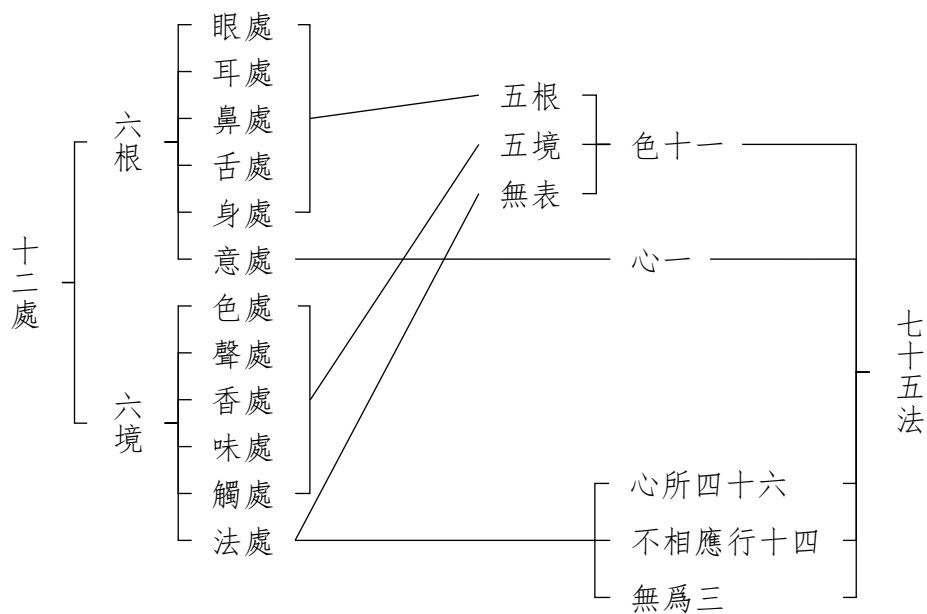 十二處
六根
眼處
耳處
鼻處
舌處
身處
意處
六境
色處
聲處
香處
味處
觸處
法處
五根
五境
無表
色十一
心一
心所四十六
不相應行十四
無爲三
七十五法